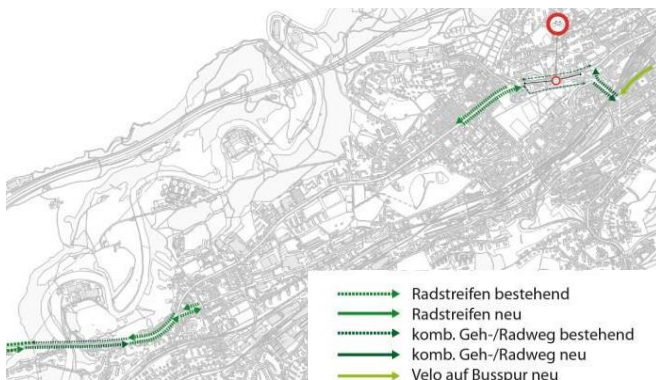 Radstreifen bestehend
Radstreifen neu
komb. Geh-/Radweg bestehend
komb. Geh-/Radweg neu
Velo auf Busspur neu